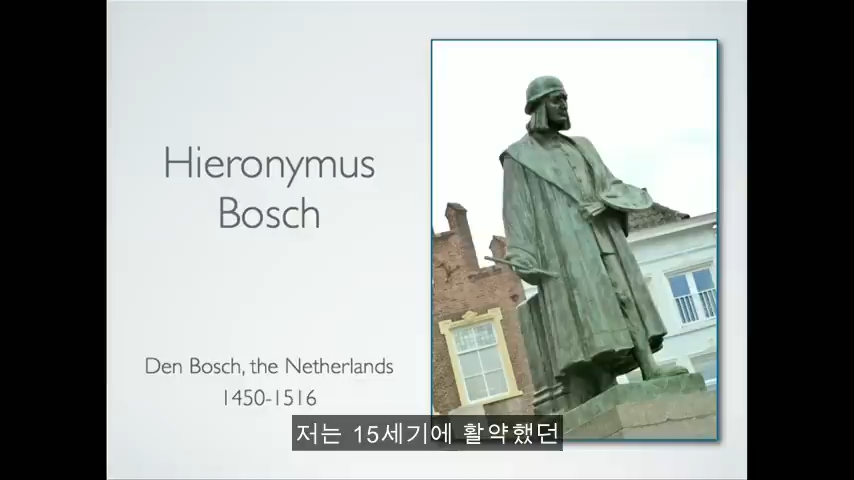 Hieronymus
Bosch
Den Bosch, the Netherlands
1450-1516
저는 15세기에 활약했던